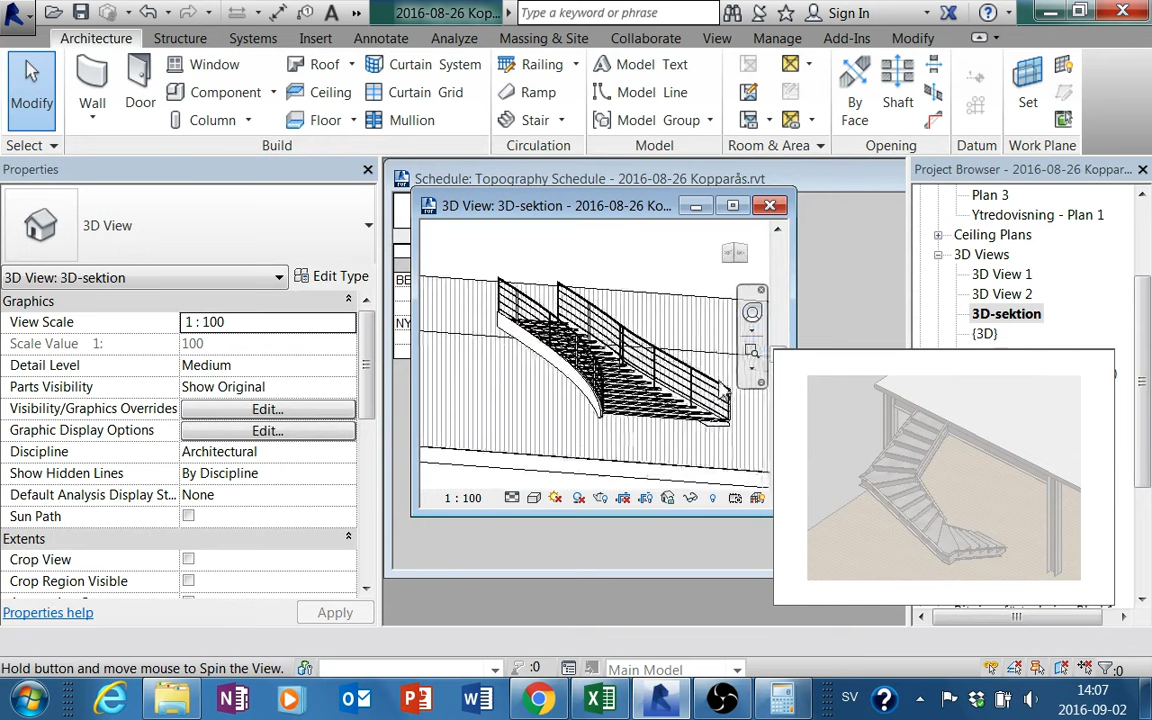 2016-08-26 Kopp...
Type a keyword or phrase
Sign In
Architecture
Structure
Systems
Insert
Annotate
Analyze
Massing & Site
Collaborate
View
Manage
Add-Ins
Modify
Modify
Wall
Door
Window
Component
Column
Roof
Ceiling
Floor
Curtain System
Curtain Grid
Mullion
Railing
Ramp
Stair
Model Text
Model Line
Model Group
By
Face
Shaft
Set
Select
Build
Circulation
Model
Room & Area
Opening
Datum
Work Plane
Properties
3D View
3D View: 3D-sektion
Edit Type
Graphics
View Scale
1 : 100
Scale Value 1:
100
Detail Level
Medium
Parts Visibility
Show Original
Visibility/Graphics Overrides
Edit...
Graphic Display Options
Edit...
Discipline
Architectural
Show Hidden Lines
By Discipline
Default Analysis Display St...
None
Sun Path
Extents
Crop View
Crop Region Visible
Properties help
Apply
Schedule: Topography Schedule - 2016-08-26 Kopparås.rvt
BE
NY
3D View: 3D-sektion - 2016-08-26 Ko...
1 : 100
Project Browser - 2016-08-26 Koppar...
Plan 3
Ytredovisning - Plan 1
Ceiling Plans
3D Views
3D View 1
3D View 2
3D-sektion
{3D}
Hold button and move mouse to Spin the View.
:0
Main Model
:0
SV
14:07
2016-09-02